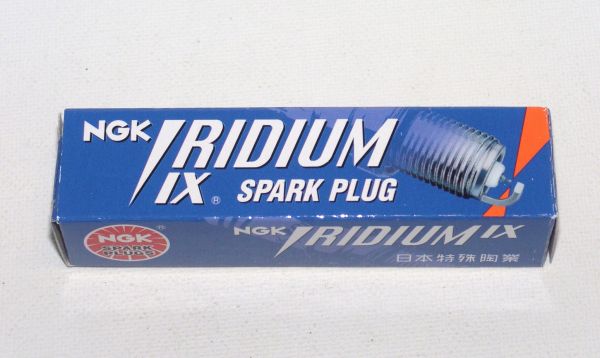 NGK IRIDIUM
IX ® SPARK PLUG
NGK ®
SPARK
PLUGS
NGK IRIDIUM IX
日本特殊陶業